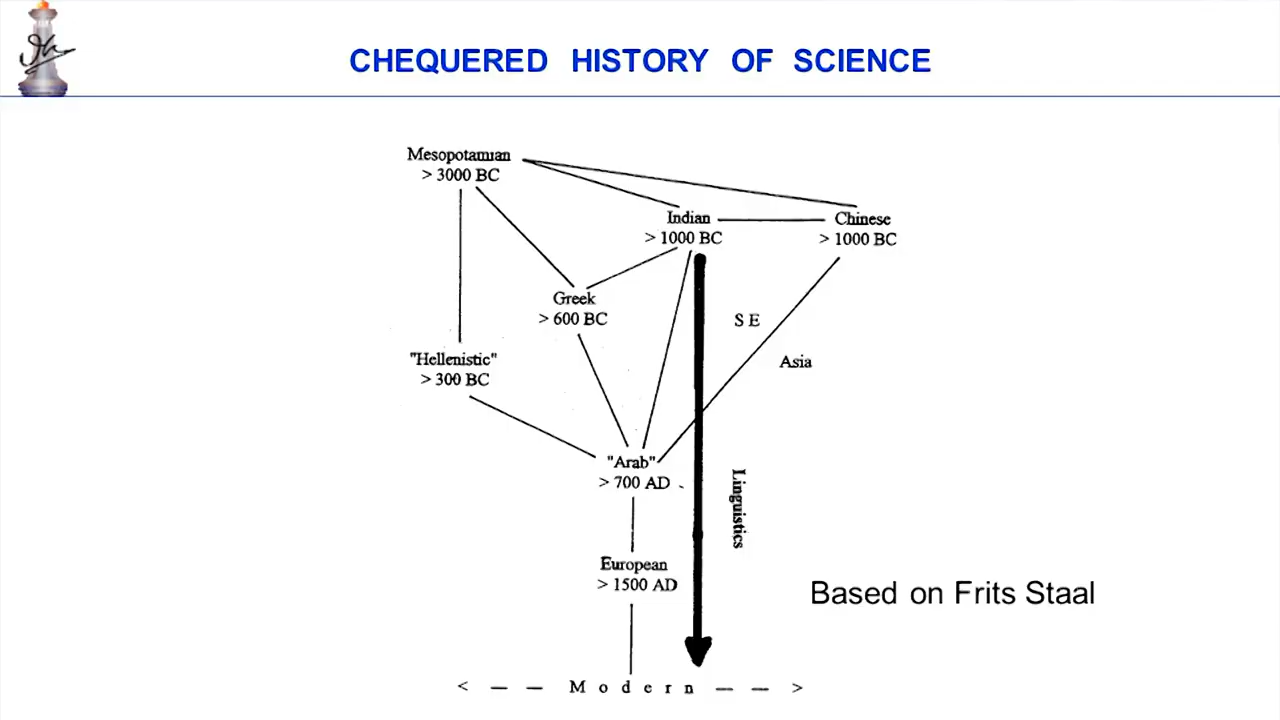 CHEQUERED HISTORY OF SCIENCE
Mesopotamian
> 3000 BC
Indian
> 1000 BC
Chinese
> 1000 BC
Greek
> 600 BC
S E
Asia
"Hellenistic"
> 300 BC
"Arab"
> 700 AD
Linguistics
European
> 1500 AD
Based on Frits Staal
< — — M o d e r n — — >